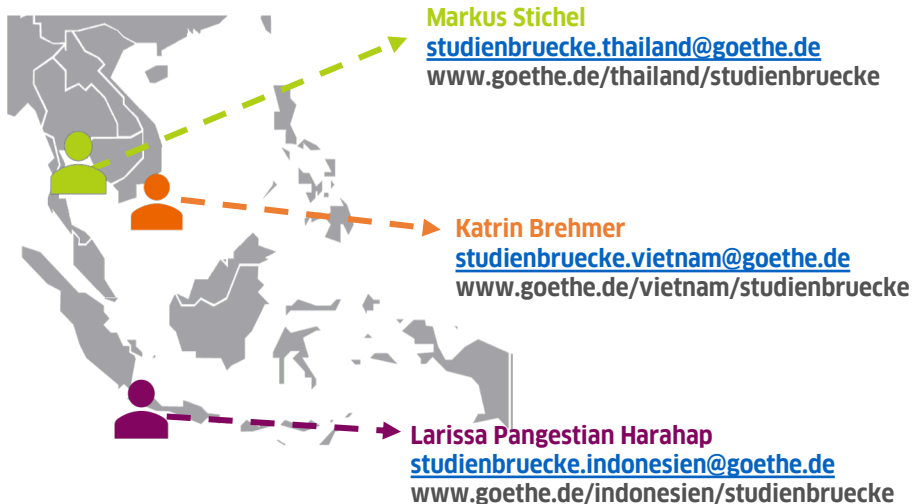 Markus Stichel
studienbruecke.thailand@goethe.de
www.goethe.de/thailand/studienbruecke
Katrin Brehmer
studienbruecke.vietnam@goethe.de
www.goethe.de/vietnam/studienbruecke
Larissa Pangestian Harahap
studienbruecke.indonesien@goethe.de
www.goethe.de/indonesien/studienbruecke